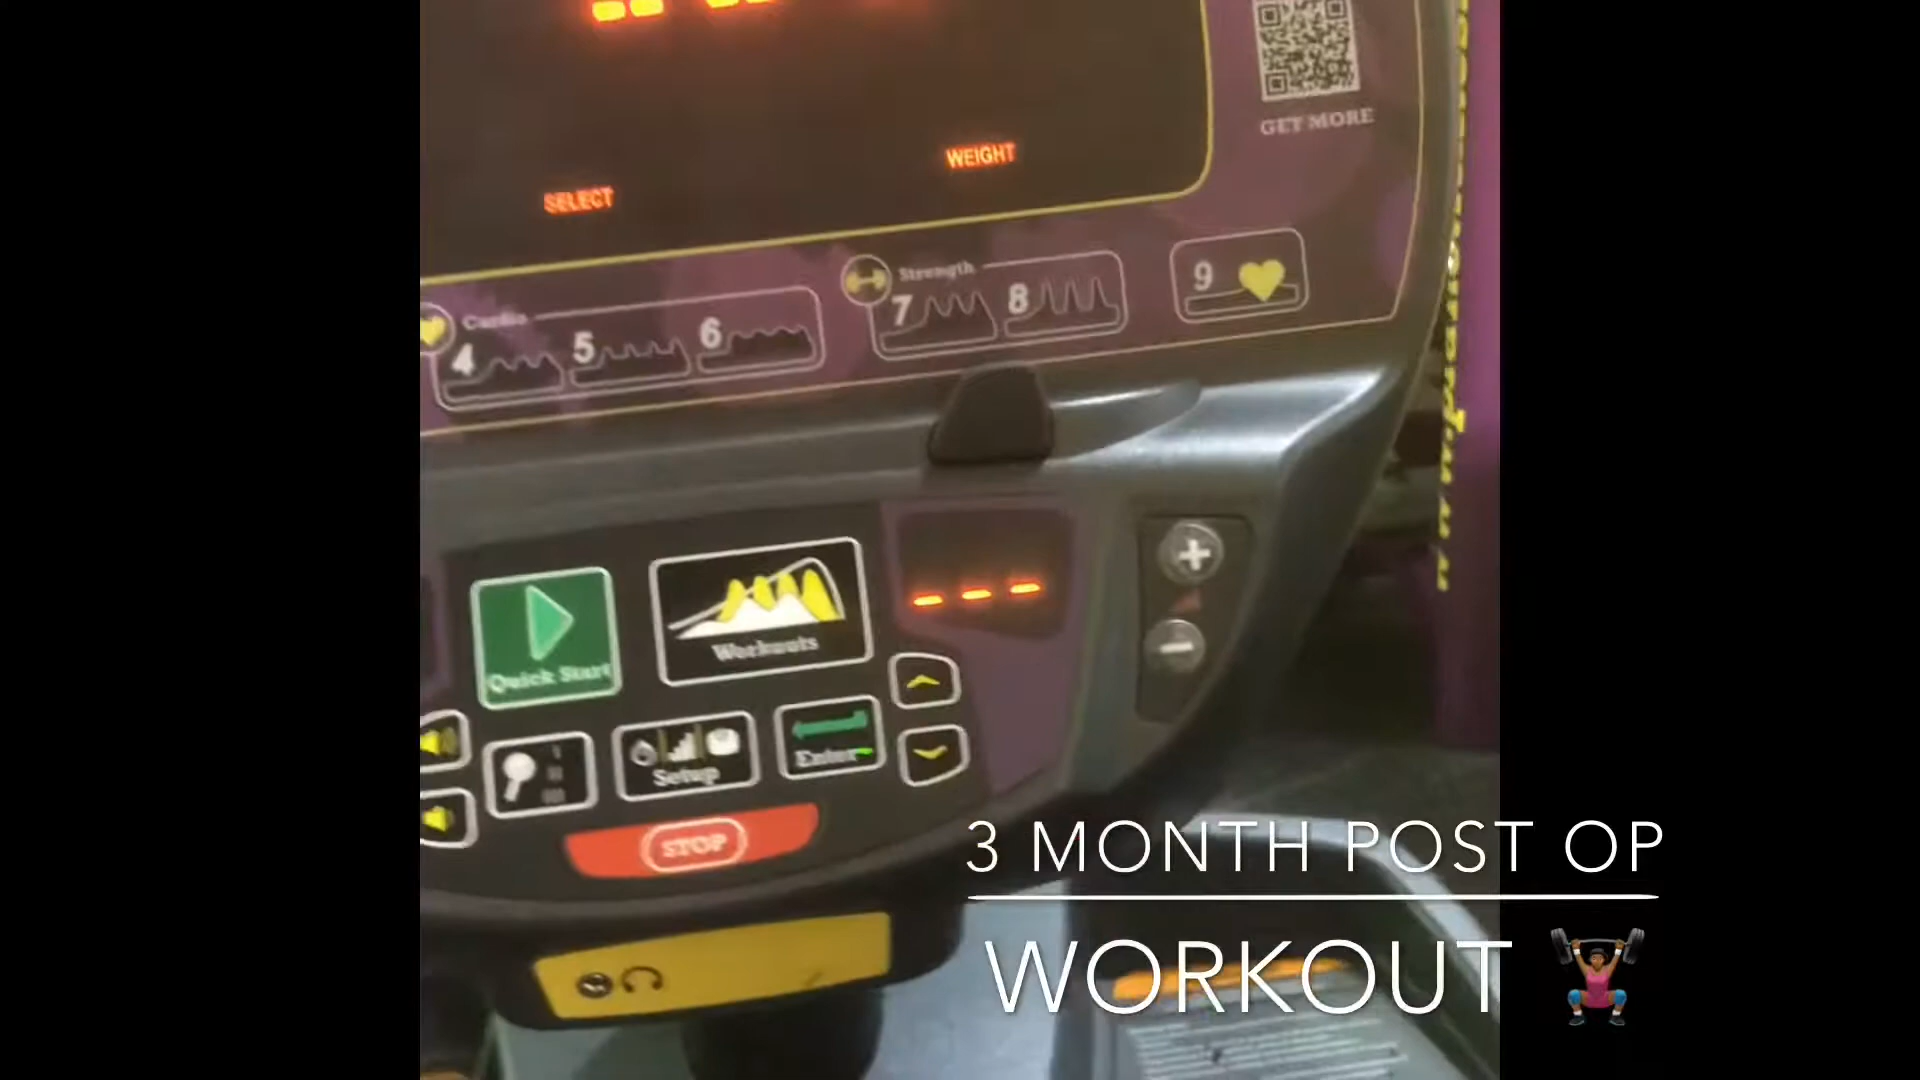 GET MORE
WEIGHT
SELECT
Strength
7 8
9
Cardio
4 5 6
Workouts
Quick Start
Enter
Setup
STOP
3 MONTH POST OP
WORKOUT